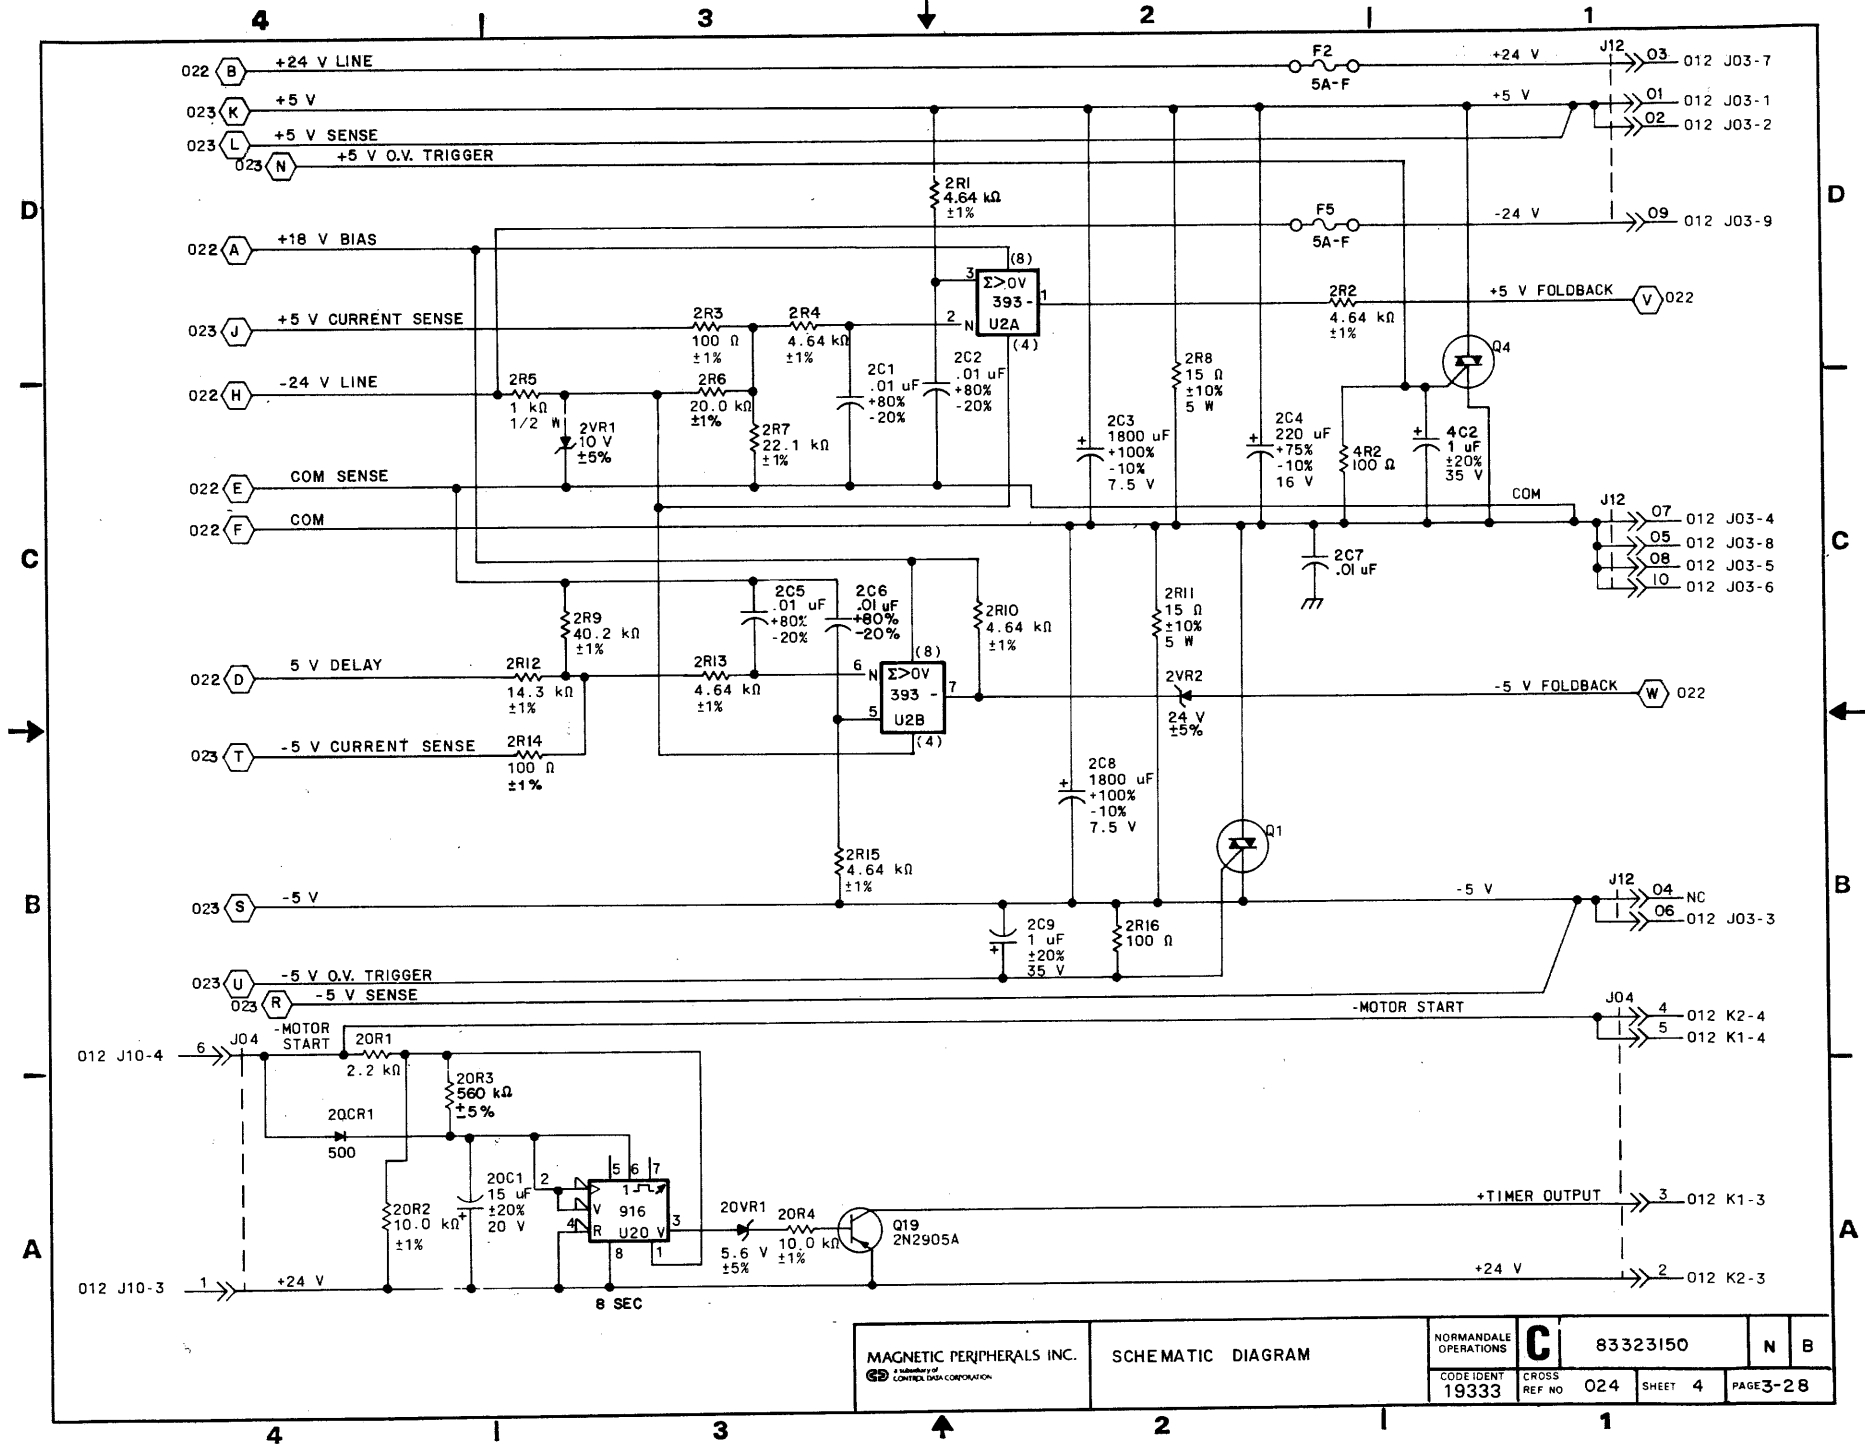 4 3 2 1
022 B +24 V LINE F2 5A-F +24 V J12 03 012 J03-7
023 K +5 V +5 V 01 012 J03-1
02 012 J03-2
023 L +5 V SENSE
023 N +5 V O.V. TRIGGER
D D
2R1
4.64 kΩ
±1%
F5
5A-F
-24 V 09 012 J03-9
022 A +18 V BIAS
(8)
3 Σ>0V
393 - 1
2 N U2A
(4)
2R2
4.64 kΩ
±1%
+5 V FOLDBACK V 022
023 J +5 V CURRENT SENSE
2R3
100 Ω
±1%
2R4
4.64 kΩ
±1%
Q4
022 H -24 V LINE
2R5
1 kΩ
1/2 W
2VR1
10 V
±5%
2R6
20.0 kΩ
±1%
2R7
22.1 kΩ
±1%
2C1
.01 uF
+80%
-20%
2C2
.01 uF
+80%
-20%
2R8
15 Ω
±10%
5 W
2C3
1800 uF
+100%
-10%
7.5 V
+
2C4
220 uF
+75%
-10%
16 V
+
4R2
100 Ω
4C2
1 uF
±20%
35 V
+
022 E COM SENSE
COM
022 F COM
J12
07 012 J03-4
05 012 J03-8
08 012 J03-5
10 012 J03-6
C C
2C7
.01 uF
2R9
40.2 kΩ
±1%
2C5
.01 uF
+80%
-20%
2C6
.01 uF
+80%
-20%
2R10
4.64 kΩ
±1%
2R11
15 Ω
±10%
5 W
022 D 5 V DELAY
2R12
14.3 kΩ
±1%
2R13
4.64 kΩ
±1%
(8)
6 N Σ>0V
393 - 7
5 U2B
(4)
2VR2
24 V
±5%
-5 V FOLDBACK W 022
023 T -5 V CURRENT SENSE
2R14
100 Ω
±1%
2C8
1800 uF
+100%
-10%
7.5 V
+
Q1
2R15
4.64 kΩ
±1%
B B
023 S -5 V -5 V J12 04 NC
06 012 J03-3
2C9
1 uF
±20%
35 V
+
2R16
100 Ω
023 U -5 V O.V. TRIGGER
023 R -5 V SENSE
-MOTOR START
J04
4 012 K2-4
5 012 K1-4
012 J10-4 6 J04
-MOTOR
START
20R1
2.2 kΩ
20R3
560 kΩ
±5%
20CR1
500
20R2
10.0 kΩ
±1%
20C1
15 uF
±20%
20 V
+
2
4
5 6 7
1
V
916
R U20 V
3
8 1
20VR1
5.6 V
±5%
20R4
10.0 kΩ
±1%
Q19
2N2905A
+TIMER OUTPUT 3 012 K1-3
A A
012 J10-3 1 +24 V +24 V 2 012 K2-3
8 SEC
MAGNETIC PERIPHERALS INC.
a subsidiary of
CONTROL DATA CORPORATION
SCHEMATIC DIAGRAM
NORMANDALE
OPERATIONS
C 83323150 N B
CODE IDENT
19333
CROSS
REF NO 024 SHEET 4 PAGE 3-28
4 3 2 1